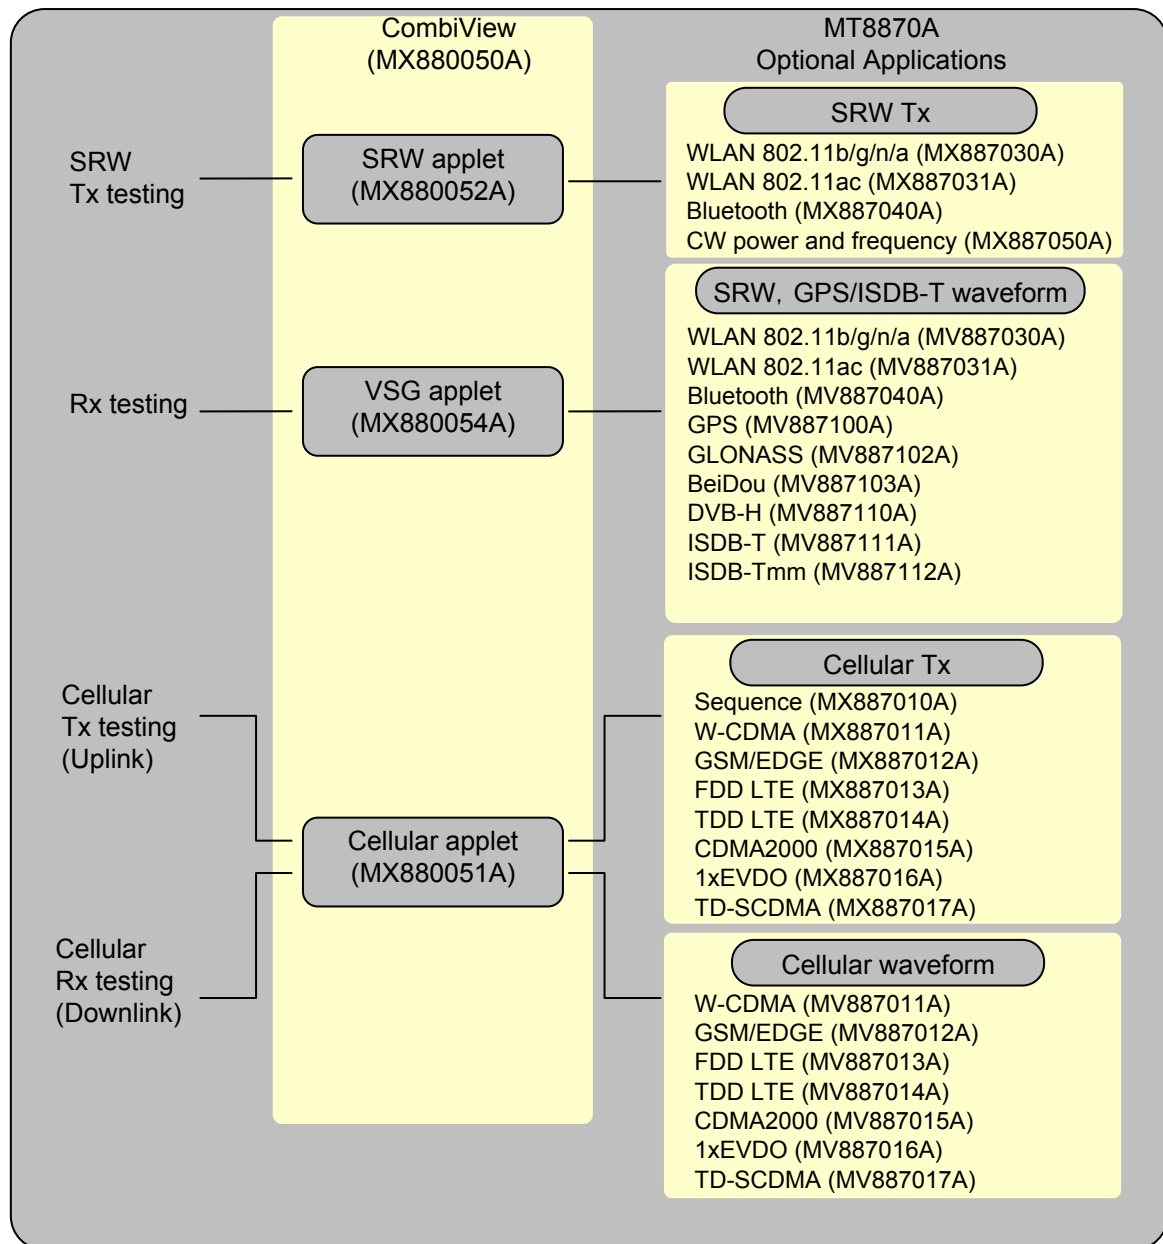 CombiView
(MX880050A)
MT8870A
Optional Applications
SRW
Tx testing
SRW applet
(MX880052A)
SRW Tx
WLAN 802.11b/g/n/a (MX887030A)
WLAN 802.11ac (MX887031A)
Bluetooth (MX887040A)
CW power and frequency (MX887050A)
Rx testing
VSG applet
(MX880054A)
SRW, GPS/ISDB-T waveform
WLAN 802.11b/g/n/a (MV887030A)
WLAN 802.11ac (MV887031A)
Bluetooth (MV887040A)
GPS (MV887100A)
GLONASS (MV887102A)
BeiDou (MV887103A)
DVB-H (MV887110A)
ISDB-T (MV887111A)
ISDB-Tmm (MV887112A)
Cellular
Tx testing
(Uplink)
Cellular
Rx testing
(Downlink)
Cellular applet
(MX880051A)
Cellular Tx
Sequence (MX887010A)
W-CDMA (MX887011A)
GSM/EDGE (MX887012A)
FDD LTE (MX887013A)
TDD LTE (MX887014A)
CDMA2000 (MX887015A)
1xEVDO (MX887016A)
TD-SCDMA (MX887017A)
Cellular waveform
W-CDMA (MV887011A)
GSM/EDGE (MV887012A)
FDD LTE (MV887013A)
TDD LTE (MV887014A)
CDMA2000 (MV887015A)
1xEVDO (MV887016A)
TD-SCDMA (MV887017A)